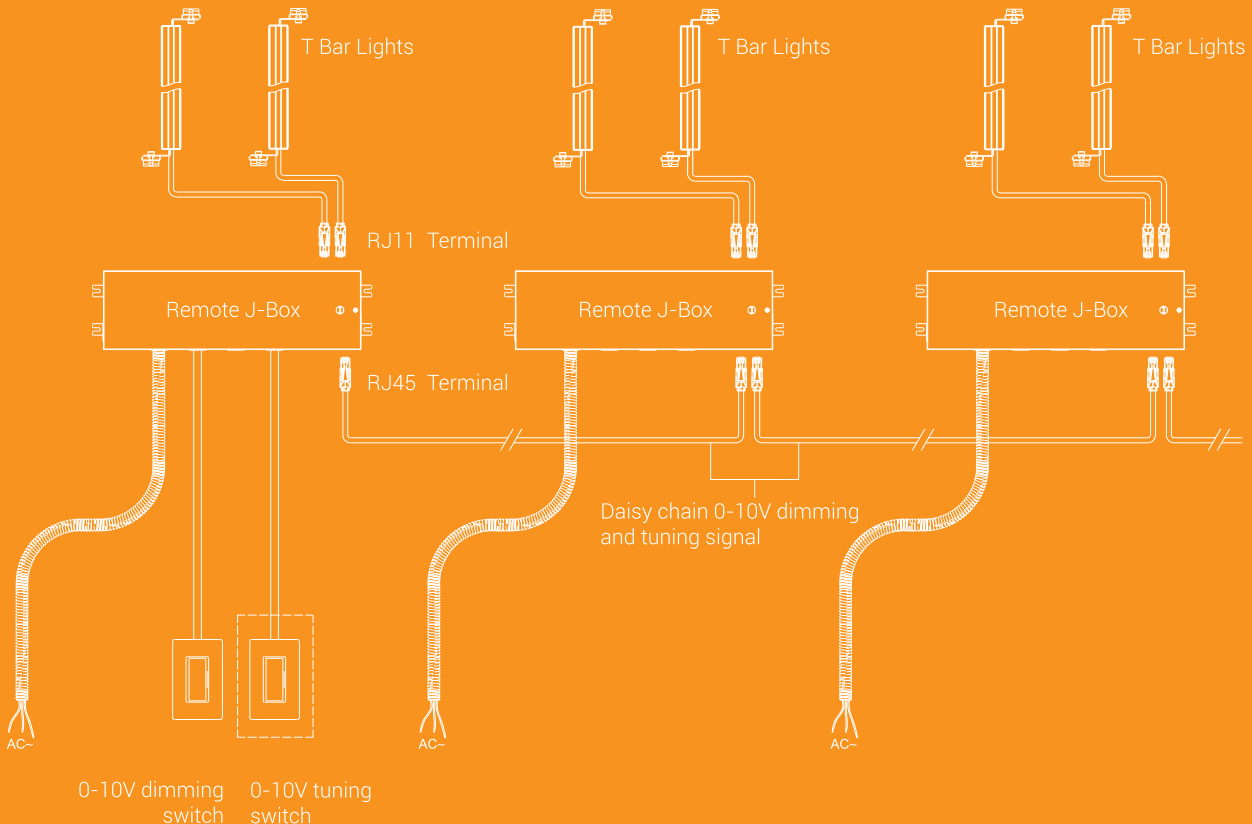 T Bar Lights
T Bar Lights
T Bar Lights
RJ11 Terminal
Remote J-Box
Remote J-Box
Remote J-Box
RJ45 Terminal
Daisy chain 0-10V dimming
and tuning signal
AC~
AC~
AC~
0-10V dimming
switch
0-10V tuning
switch